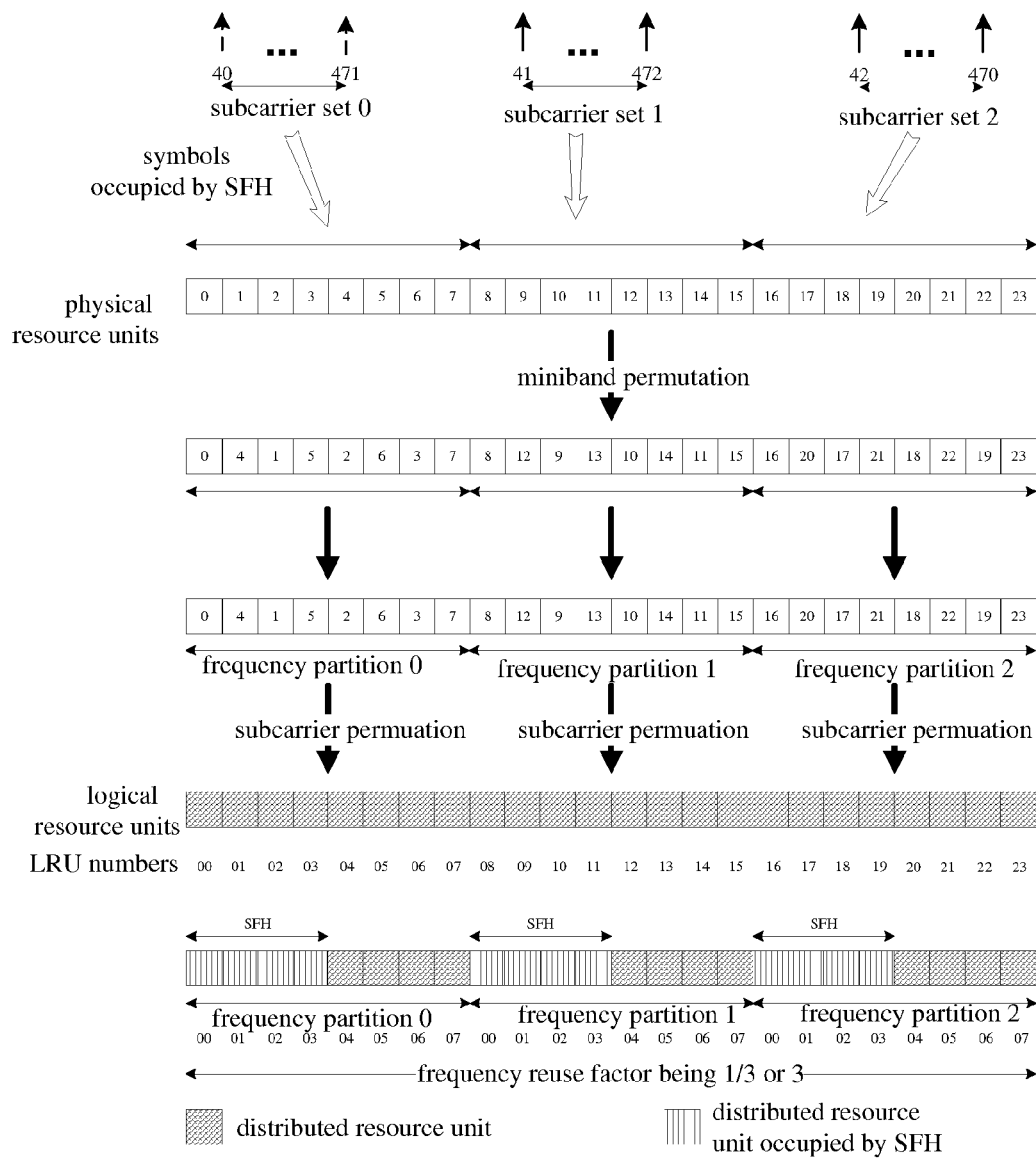 ... ... ...
40 471 41 472 42 470
subcarrier set 0 subcarrier set 1 subcarrier set 2
symbols
occupied by SFH
physical
resource units
0 1 2 3 4 5 6 7 8 9 10 11 12 13 14 15 16 17 18 19 20 21 22 23
miniband permutation
0 4 1 5 2 6 3 7 8 12 9 13 10 14 11 15 16 20 17 21 18 22 19 23
0 4 1 5 2 6 3 7 8 12 9 13 10 14 11 15 16 20 17 21 18 22 19 23
frequency partition 0 frequency partition 1 frequency partition 2
subcarrier permuation subcarrier permuation subcarrier permuation
logical
resource units
LRU numbers 00 01 02 03 04 05 06 07 08 09 10 11 12 13 14 15 16 17 18 19 20 21 22 23
SFH SFH SFH
frequency partition 0 frequency partition 1 frequency partition 2
00 01 02 03 04 05 06 07 00 01 02 03 04 05 06 07 00 01 02 03 04 05 06 07
frequency reuse factor being 1/3 or 3
distributed resource unit
distributed resource
unit occupied by SFH